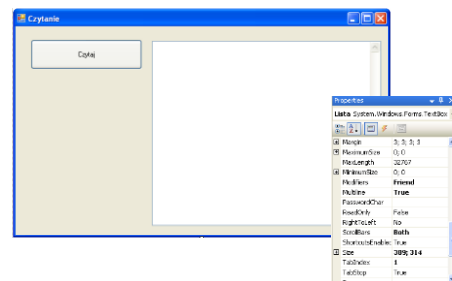 Czytanie
Czytaj
Properties
Lista System.Windows.Forms.TextBox
Margin 3; 3; 3; 3
MaximumSize 0; 0
MaxLength 32767
MinimumSize 0; 0
Modifiers Friend
Multiline True
PasswordChar
ReadOnly False
RightToLeft No
ScrollBars Both
ShortcutsEnable: True
Size 309; 314
TabIndex 1
TabStop True